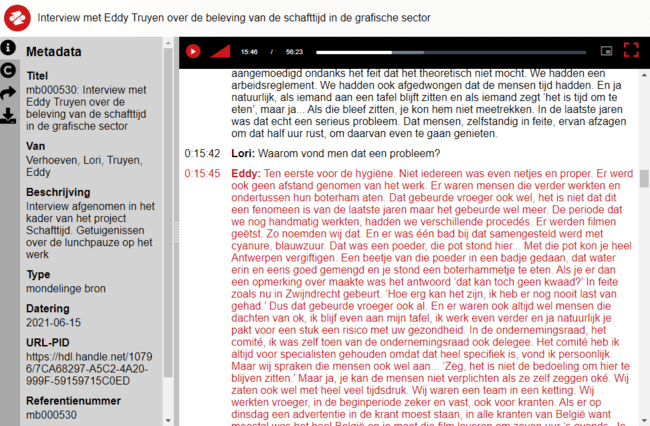 Interview met Eddy Truyen over de beleving van de schafttijd in de grafische sector
15:46 / 56:23
Metadata
Titel
mb000530: Interview met
Eddy Truyen over de
beleving van de schafttijd
in de grafische sector
Van
Verhoeven, Lori, Truyen,
Eddy
Beschrijving
Interview afgenomen in het
kader van het project
Schafttijd. Getuigenissen
over de lunchpauze op het
werk
Type
mondelinge bron
Datering
2021-06-15
URL-PID
https://hdl.handle.net/1079
6/7CA68297-A5C2-4A20-
999F-59159715C0ED
Referentienummer
mb000530
aangemoedigd ondanks het feit dat het theoretisch niet mocht. We hadden een
arbeidsreglement. We hadden ook afgedwongen dat de mensen tijd hadden. En ja
natuurlijk, als iemand aan een tafel blijft zitten en als iemand zegt ‘het is tijd om te
eten’, maar ja... Als die bleef zitten, je kon hem niet meetrekken. In de laatste jaren
was dat echt een serieus probleem. Dat mensen, zelfstandig in feite, ervan afzagen
om dat half uur rust, om daarvan even te gaan genieten.
0:15:42 Lori: Waarom vond men dat een probleem?
0:15:45 Eddy: Ten eerste voor de hygiëne. Niet iedereen was even netjes en proper. Er werd
ook geen afstand genomen van het werk. Er waren mensen die verder werkten en
ondertussen hun boterham aten. Dat gebeurde vroeger ook wel, het is niet dat dit
een fenomeen is van de laatste jaren maar het gebeurde wel meer. De periode dat
we nog handmatig werkten, hadden we verschillende procedés. Er werden filmen
geëtst. Zo noemden wij dat. En er was één bad bij dat samengesteld werd met
cyanure, blauwzuur. Dat was een poeder, die pot stond hier... Met die pot kon je heel
Antwerpen vergiftigen. Een beetje van die poeder in een badje gedaan, dat water
erin en eens goed gemengd en je stond een boterhammetje te eten. Als je er dan
een opmerking over maakte was het antwoord ‘dat kan toch geen kwaad?’ In feite
zoals nu in Zwijndrecht gebeurt. ‘Hoe erg kan het zijn, ik heb er nog nooit last van
gehad.’ Dus dat gebeurde vroeger ook al. En er waren ook altijd wel mensen die
dachten van ok, ik blijf even aan mijn tafel, ik werk even verder en ja natuurlijk je
pakt voor een stuk een risico met uw gezondheid. In de ondernemingsraad, het
comité, ik was zelf toen van de ondernemingsraad ook delegee. Het comité heb ik
altijd voor specialisten gehouden omdat dat heel specifiek is, vond ik persoonlijk.
Maar wij spraken die mensen ook wel aan... ‘Zeg, het is niet de bedoeling om hier te
blijven zitten.’ Maar ja, je kan de mensen niet verplichten als ze zelf zeggen oké. Wij
zaten ook wel met heel veel tijdsdruk. Wij waren een team in een ketting. Wij
werkten vroeger, in de beginperiode zeker en vast, ook voor kranten. Als er op
dinsdag een advertentie in de krant moest staan, in alle kranten van België want